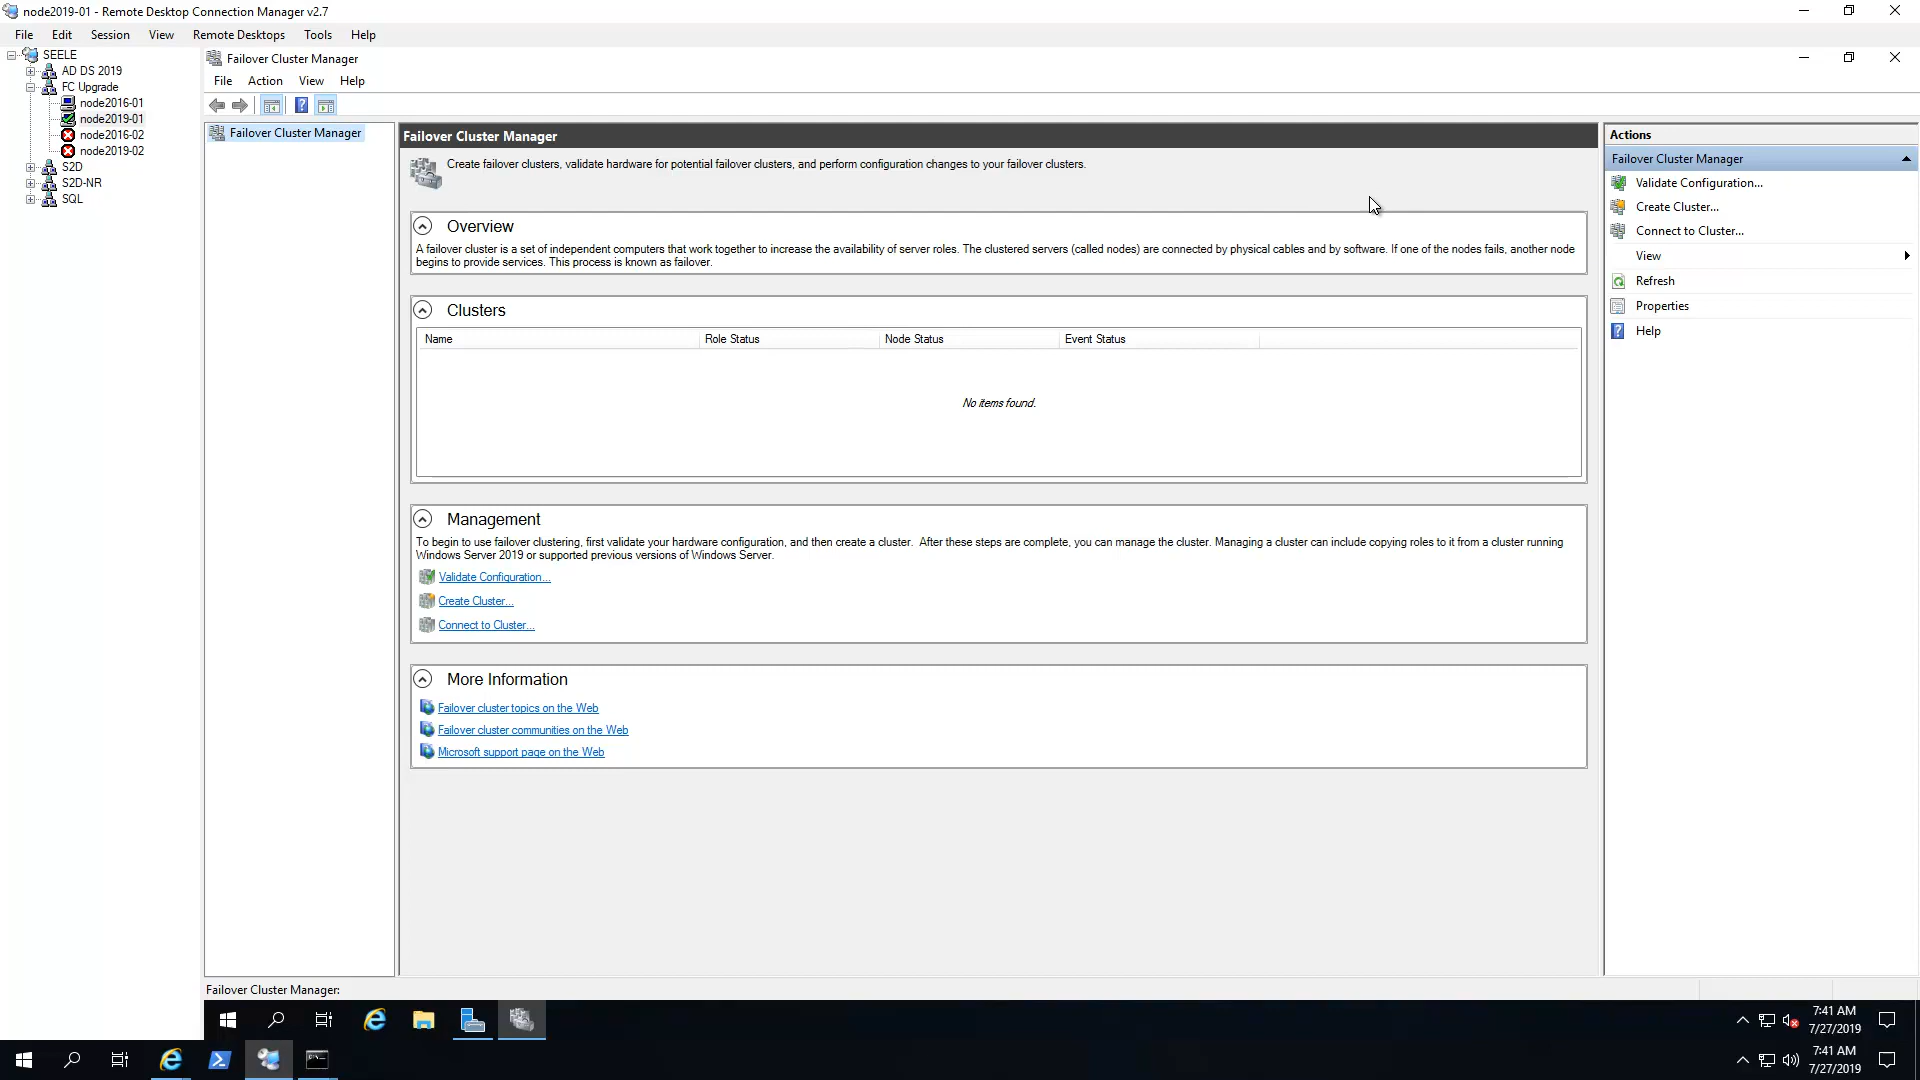 node2019-01 - Remote Desktop Connection Manager v2.7
File Edit Session View Remote Desktops Tools Help
SEELE
AD DS 2019
FC Upgrade
node2016-01
node2019-01
node2016-02
node2019-02
S2D
S2D-NR
SQL
Failover Cluster Manager
File Action View Help
Failover Cluster Manager
Failover Cluster Manager
Create failover clusters, validate hardware for potential failover clusters, and perform configuration changes to your failover clusters.
Overview
A failover cluster is a set of independent computers that work together to increase the availability of server roles. The clustered servers (called nodes) are connected by physical cables and by software. If one of the nodes fails, another node
begins to provide services. This process is known as failover.
Clusters
Name Role Status Node Status Event Status
No items found.
Management
To begin to use failover clustering, first validate your hardware configuration, and then create a cluster. After these steps are complete, you can manage the cluster. Managing a cluster can include copying roles to it from a cluster running
Windows Server 2019 or supported previous versions of Windows Server.
Validate Configuration...
Create Cluster...
Connect to Cluster...
More Information
Failover cluster topics on the Web
Failover cluster communities on the Web
Microsoft support page on the Web
Actions
Failover Cluster Manager
Validate Configuration...
Create Cluster...
Connect to Cluster...
View
Refresh
Properties
Help
Failover Cluster Manager:
7:41 AM
7/27/2019
7:41 AM
7/27/2019